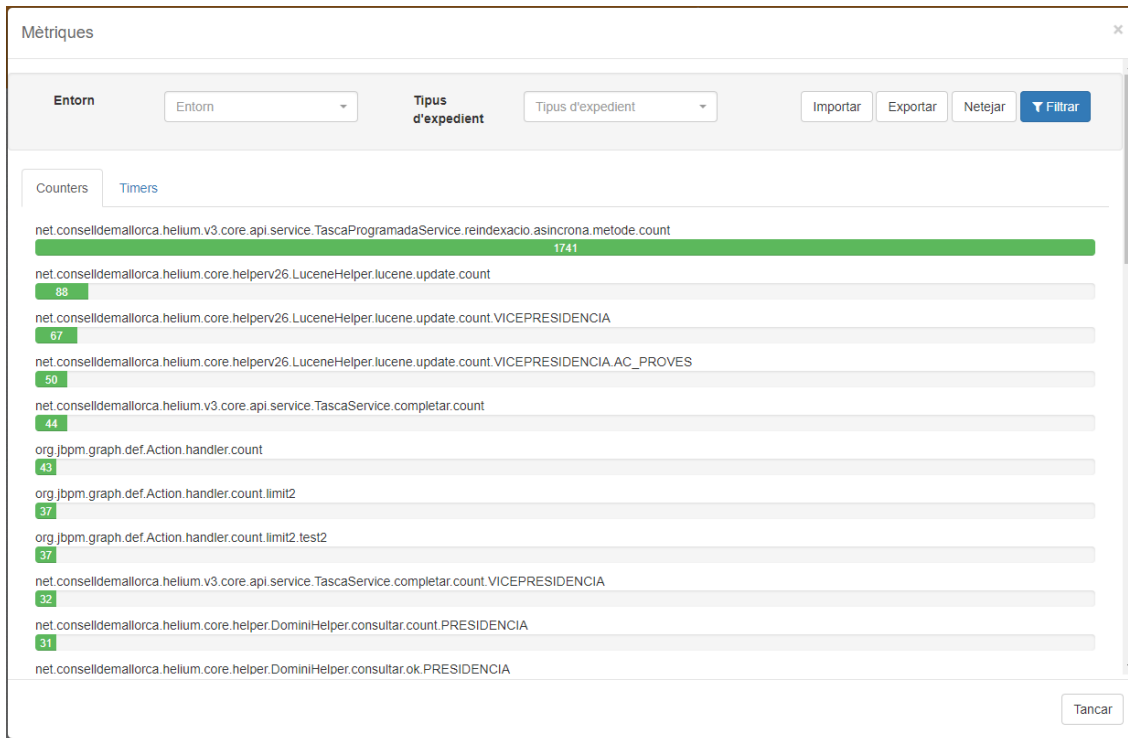 Mètriques
×
Entorn
Entorn
Tipus
d'expedient
Tipus d'expedient
Importar
Exportar
Netejar
Filtrar
Counters
Timers
net.conselldemallorca.helium.v3.core.api.service.TascaProgramadaService.reindexacio.asincrona.metode.count
1741
net.conselldemallorca.helium.core.helperv26.LuceneHelper.lucene.update.count
88
net.conselldemallorca.helium.core.helperv26.LuceneHelper.lucene.update.count.VICEPRESIDENCIA
67
net.conselldemallorca.helium.core.helperv26.LuceneHelper.lucene.update.count.VICEPRESIDENCIA.AC_PROVES
50
net.conselldemallorca.helium.v3.core.api.service.TascaService.completar.count
44
org.jbpm.graph.def.Action.handler.count
43
org.jbpm.graph.def.Action.handler.count.limit2
37
org.jbpm.graph.def.Action.handler.count.limit2.test2
37
net.conselldemallorca.helium.v3.core.api.service.TascaService.completar.count.VICEPRESIDENCIA
32
net.conselldemallorca.helium.core.helper.DominiHelper.consultar.count.PRESIDENCIA
31
net.conselldemallorca.helium.core.helper.DominiHelper.consultar.ok.PRESIDENCIA
Tancar